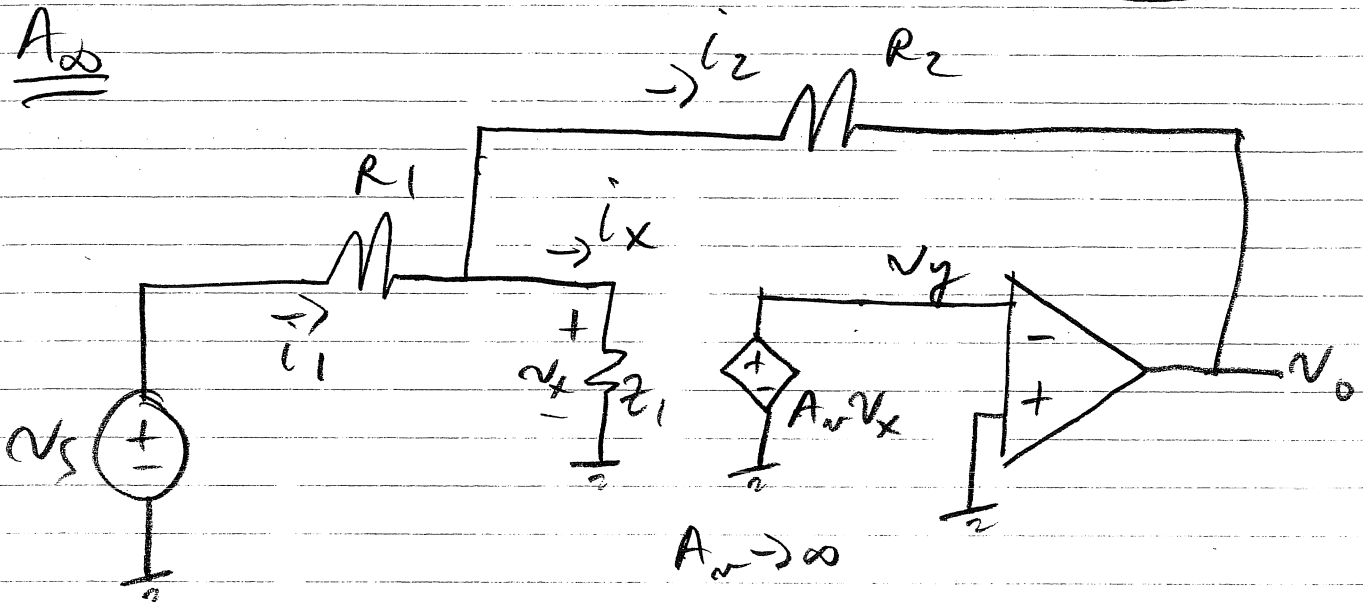 A∞
→ i2 R2
R1
→ ix
→ i1
+ vx - Z1
vy
+ - Av vx
- +
vo
vs + -
Av → ∞